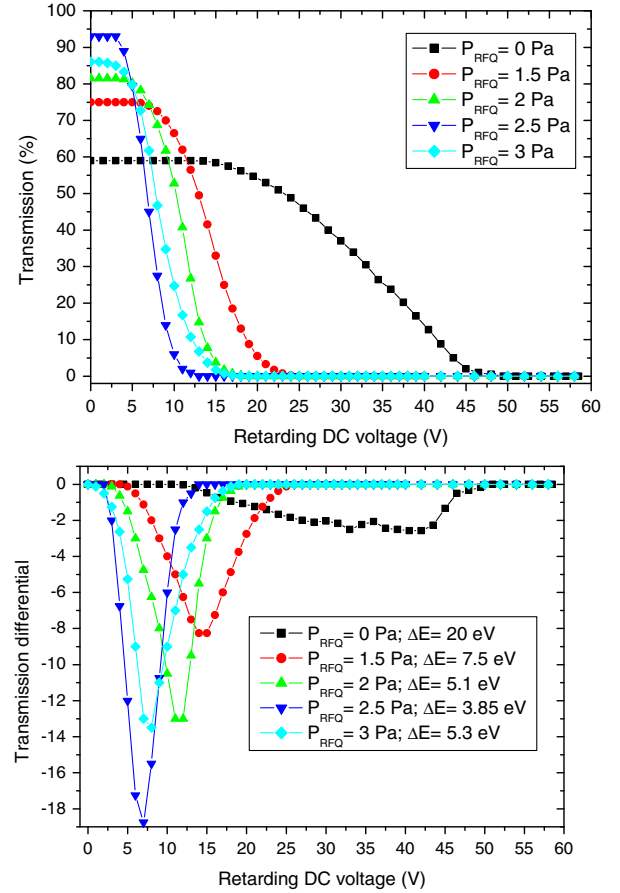 100
90
80
70
60
50
40
30
20
10
0
Transmission (%)
P_RFQ= 0 Pa
P_RFQ= 1.5 Pa
P_RFQ= 2 Pa
P_RFQ= 2.5 Pa
P_RFQ= 3 Pa
0 5 10 15 20 25 30 35 40 45 50 55 60
Retarding DC voltage (V)
0
-2
-4
-6
-8
-10
-12
-14
-16
-18
Transmission differential
P_RFQ= 0 Pa; ΔE= 20 eV
P_RFQ= 1.5 Pa; ΔE= 7.5 eV
P_RFQ= 2 Pa; ΔE= 5.1 eV
P_RFQ= 2.5 Pa; ΔE= 3.85 eV
P_RFQ= 3 Pa; ΔE= 5.3 eV
0 5 10 15 20 25 30 35 40 45 50 55 60
Retarding DC voltage (V)